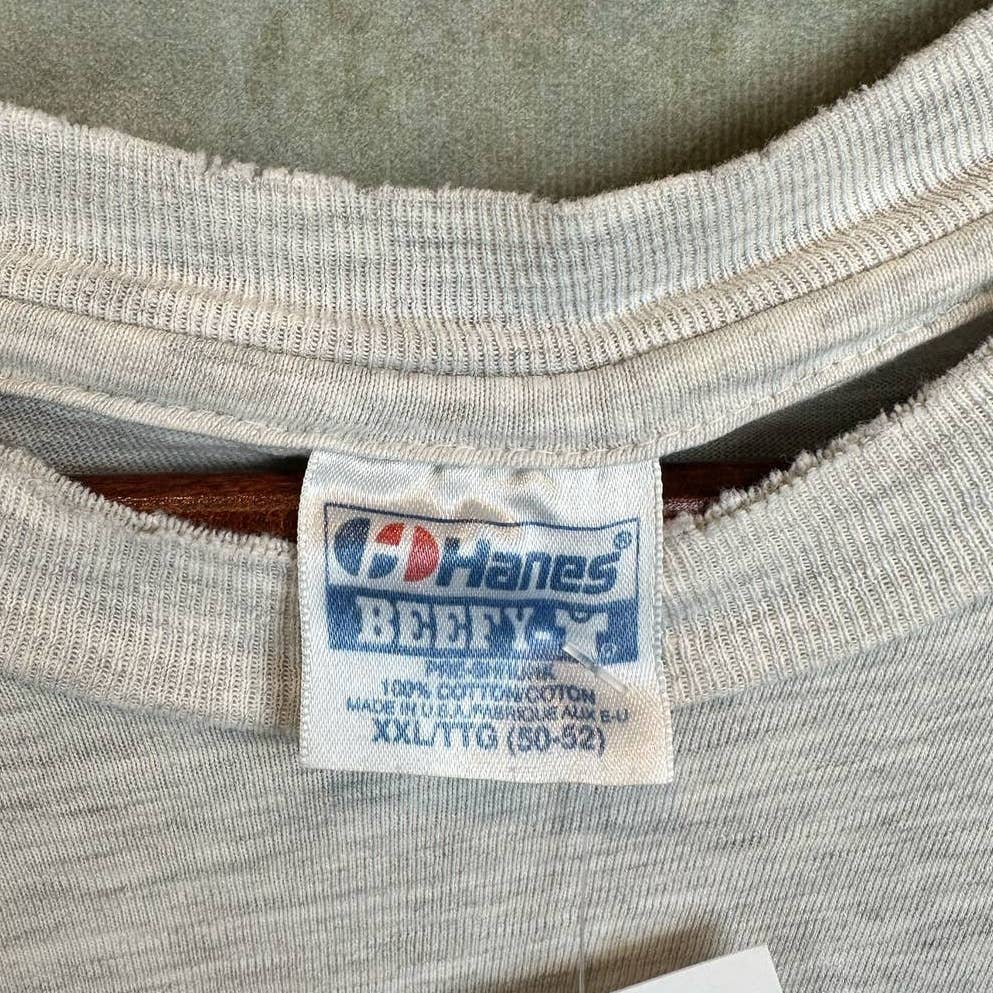 Hanes®
BEEFY-T®
PRE-SHRUNK
100% COTTON/COTON
MADE IN U.S.A./FABRIQUE AUX E-U
XXL/TTG (50-52)